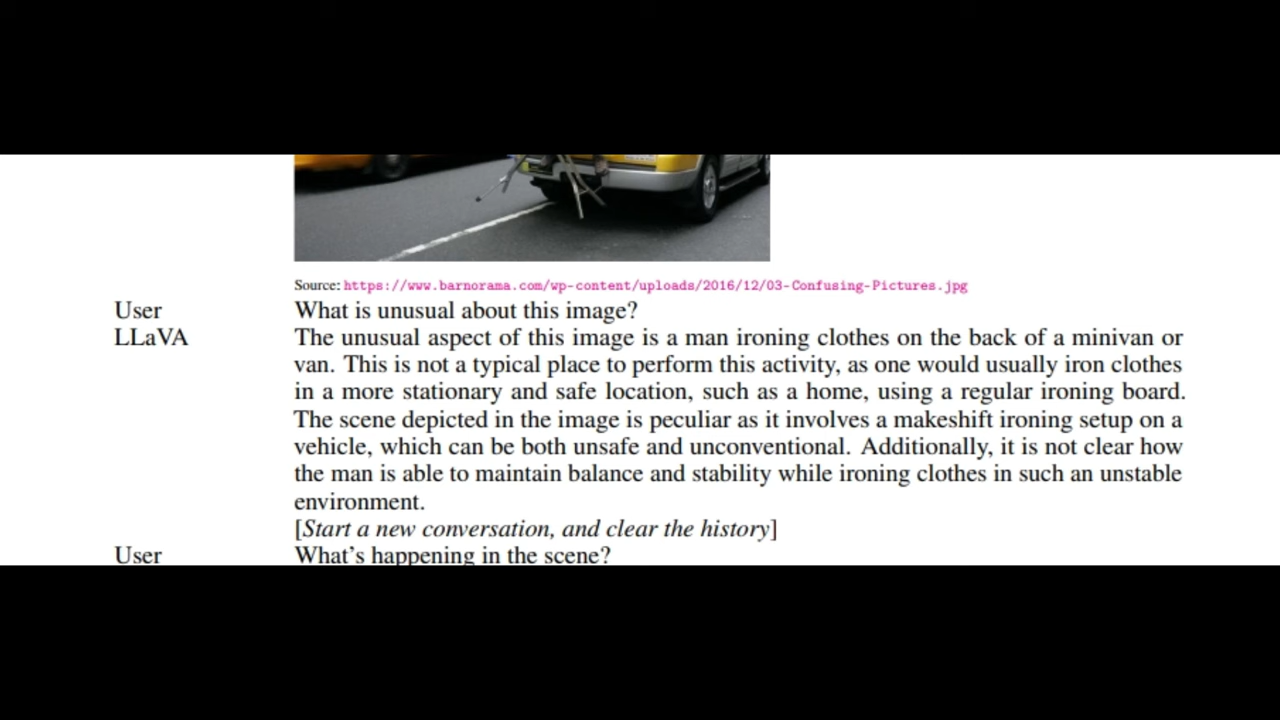 Source: https://www.barnorama.com/wp-content/uploads/2016/12/03-Confusing-Pictures.jpg
User What is unusual about this image?
LLaVA The unusual aspect of this image is a man ironing clothes on the back of a minivan or
van. This is not a typical place to perform this activity, as one would usually iron clothes
in a more stationary and safe location, such as a home, using a regular ironing board.
The scene depicted in the image is peculiar as it involves a makeshift ironing setup on a
vehicle, which can be both unsafe and unconventional. Additionally, it is not clear how
the man is able to maintain balance and stability while ironing clothes in such an unstable
environment.
[Start a new conversation, and clear the history]
User What's happening in the scene?